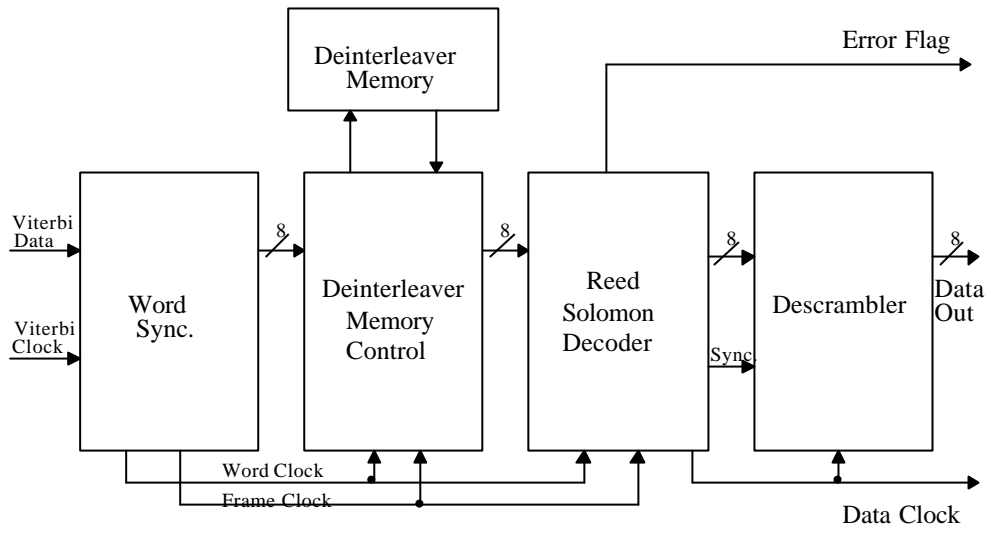 Deinterleaver
Memory
Error Flag
Viterbi
Data
8
8
8
8
Viterbi
Clock
Word
Sync.
Deinterleaver
Memory
Control
Reed
Solomon
Decoder
Sync.
Descrambler
Data
Out
Word Clock
Frame Clock
Data Clock